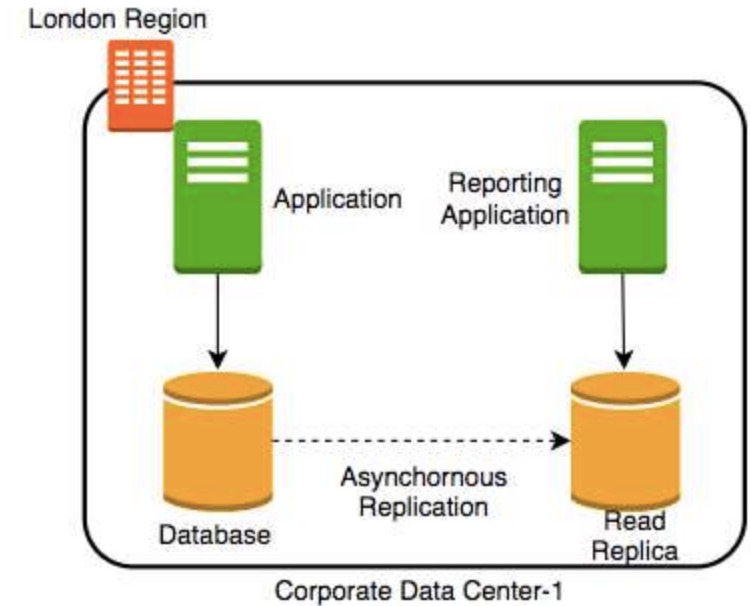 London Region
Application
Reporting
Application
Asynchornous
Replication
Database
Read
Replica
Corporate Data Center-1